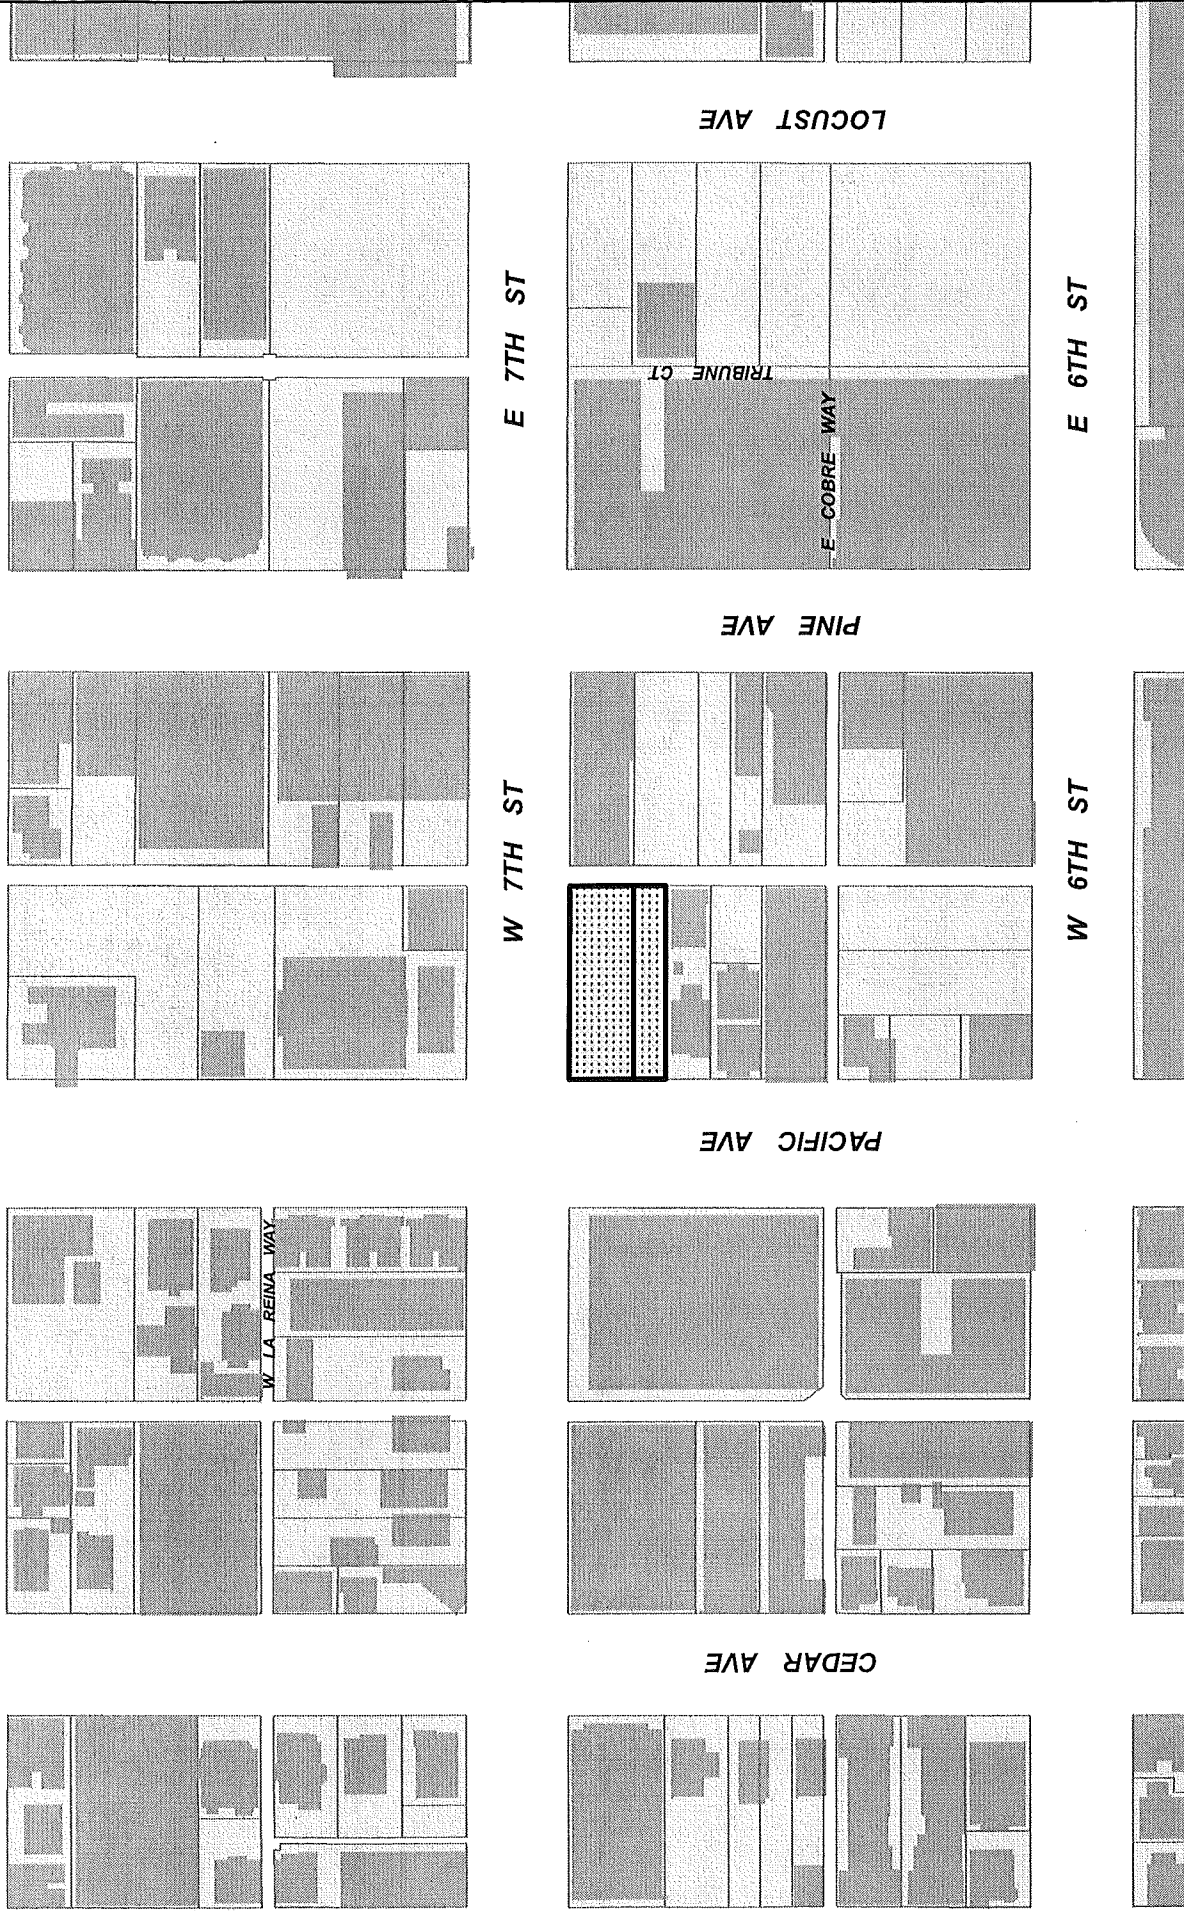 LOCUST AVE
E 7TH ST
E 6TH ST
TRIBUNE CT
E COBRE WAY
PINE AVE
W 7TH ST
W 6TH ST
PACIFIC AVE
W LA REINA WAY
CEDAR AVE